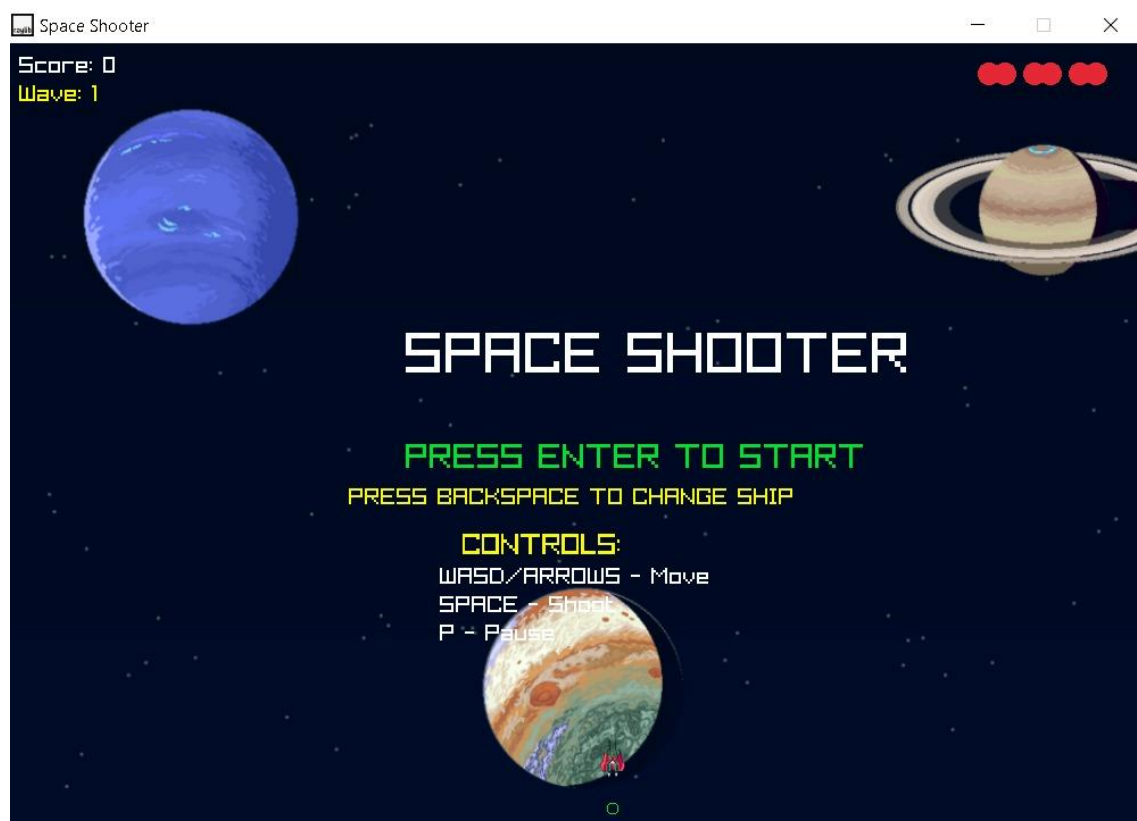 raylib
Space Shooter
Score: 0
Wave: 1
SPACE SHOOTER
PRESS ENTER TO START
PRESS BACKSPACE TO CHANGE SHIP
CONTROLS:
WASD/ARROWS - Move
SPACE - Shoot
P - Pause